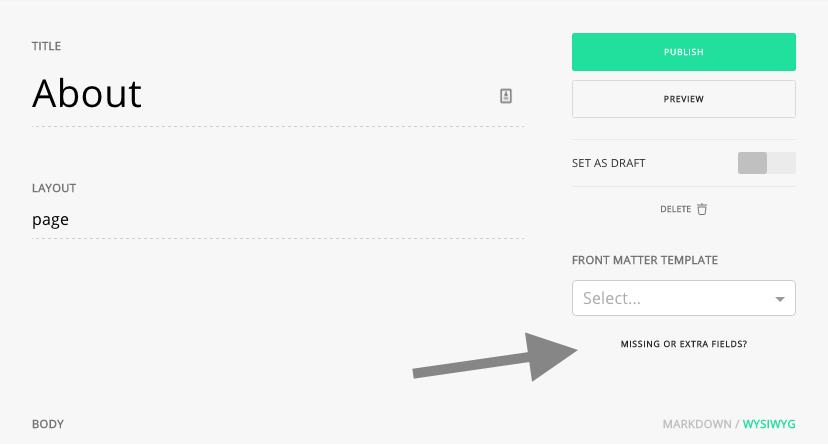 TITLE
About
LAYOUT
page
PUBLISH
PREVIEW
SET AS DRAFT
DELETE
FRONT MATTER TEMPLATE
Select...
MISSING OR EXTRA FIELDS?
BODY
MARKDOWN / WYSIWYG